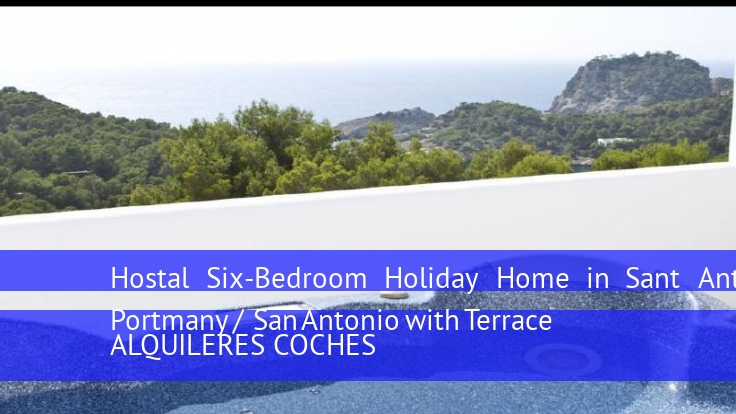 Hostal Six-Bedroom Holiday Home in Sant Ant
Portmany / San Antonio with Terrace
ALQUILERES COCHES